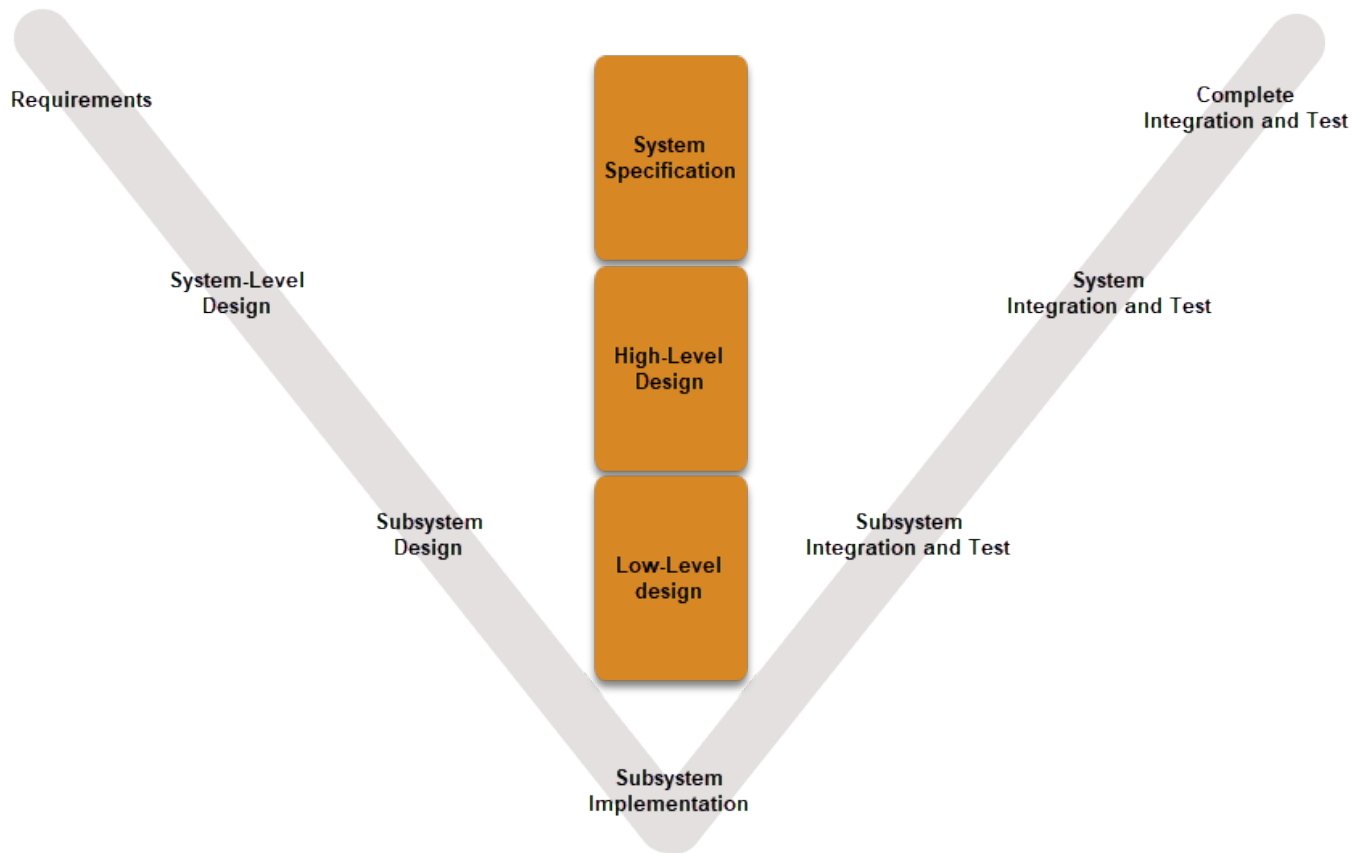 Requirements
System-Level
Design
Subsystem
Design
Subsystem
Implementation
System
Specification
High-Level
Design
Low-Level
design
Complete
Integration and Test
System
Integration and Test
Subsystem
Integration and Test